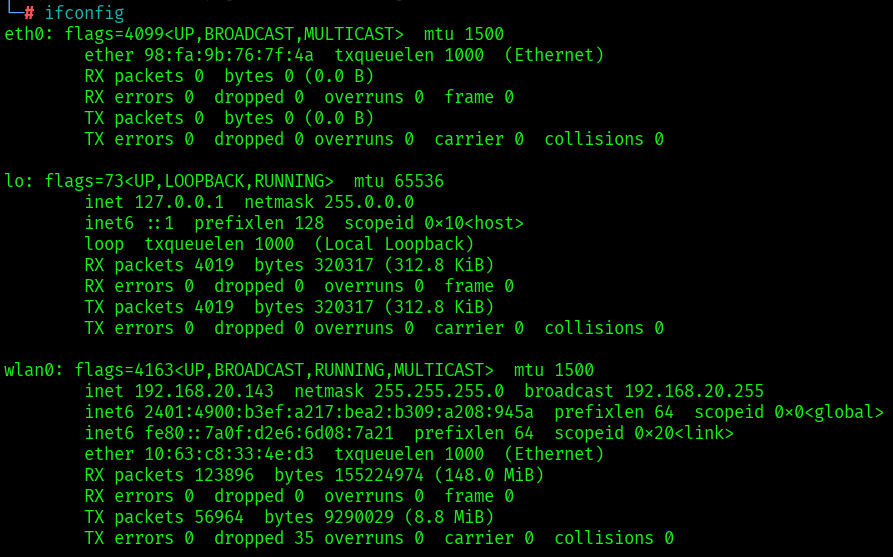 └─# ifconfig
eth0: flags=4099<UP,BROADCAST,MULTICAST>  mtu 1500
        ether 98:fa:9b:76:7f:4a  txqueuelen 1000  (Ethernet)
        RX packets 0  bytes 0 (0.0 B)
        RX errors 0  dropped 0  overruns 0  frame 0
        TX packets 0  bytes 0 (0.0 B)
        TX errors 0  dropped 0 overruns 0  carrier 0  collisions 0

lo: flags=73<UP,LOOPBACK,RUNNING>  mtu 65536
        inet 127.0.0.1  netmask 255.0.0.0
        inet6 ::1  prefixlen 128  scopeid 0x10<host>
        loop  txqueuelen 1000  (Local Loopback)
        RX packets 4019  bytes 320317 (312.8 KiB)
        RX errors 0  dropped 0  overruns 0  frame 0
        TX packets 4019  bytes 320317 (312.8 KiB)
        TX errors 0  dropped 0 overruns 0  carrier 0  collisions 0

wlan0: flags=4163<UP,BROADCAST,RUNNING,MULTICAST>  mtu 1500
        inet 192.168.20.143  netmask 255.255.255.0  broadcast 192.168.20.255
        inet6 2401:4900:b3ef:a217:bea2:b309:a208:945a  prefixlen 64  scopeid 0x0<global>
        inet6 fe80::7a0f:d2e6:6d08:7a21  prefixlen 64  scopeid 0x20<link>
        ether 10:63:c8:33:4e:d3  txqueuelen 1000  (Ethernet)
        RX packets 123896  bytes 155224974 (148.0 MiB)
        RX errors 0  dropped 0  overruns 0  frame 0
        TX packets 56964  bytes 9290029 (8.8 MiB)
        TX errors 0  dropped 35 overruns 0  carrier 0  collisions 0